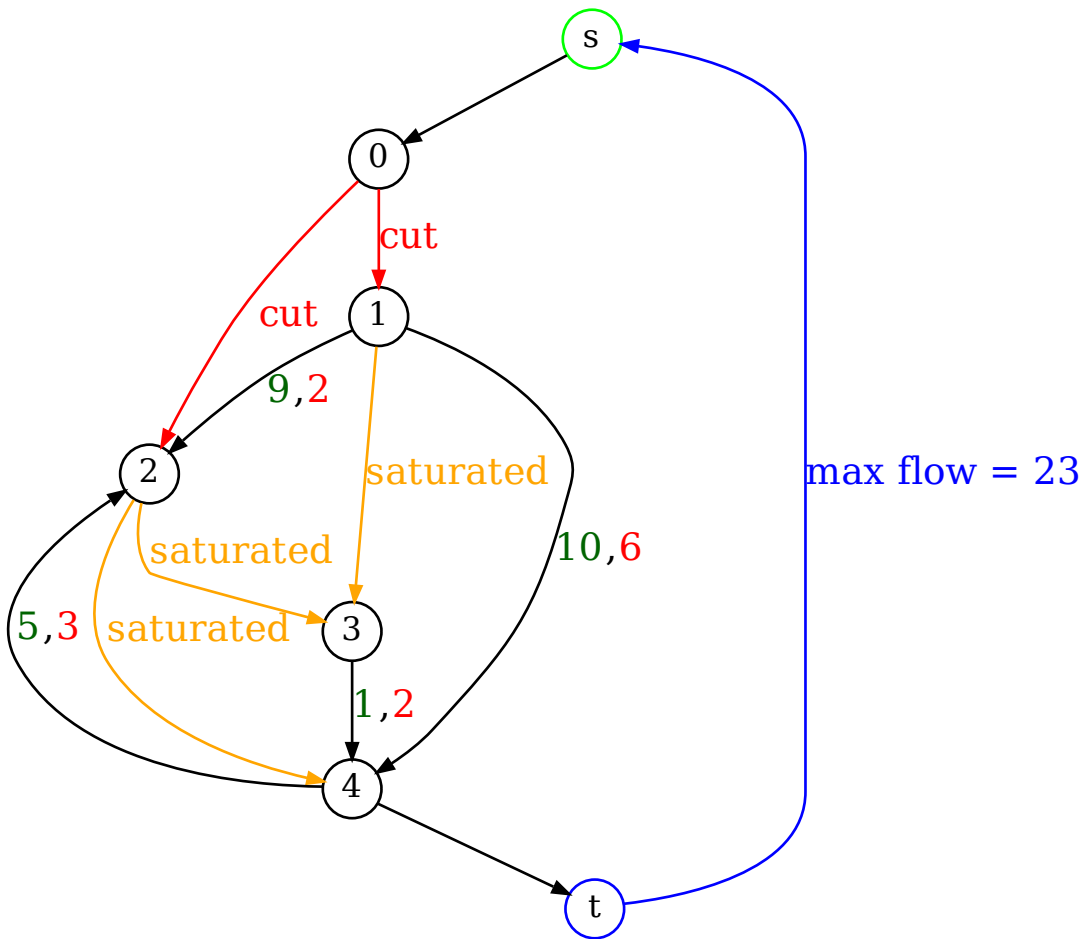 s
0
cut
cut
1
9,2
2
saturated
max flow = 23
saturated
10,6
5,3
saturated
3
1,2
4
t